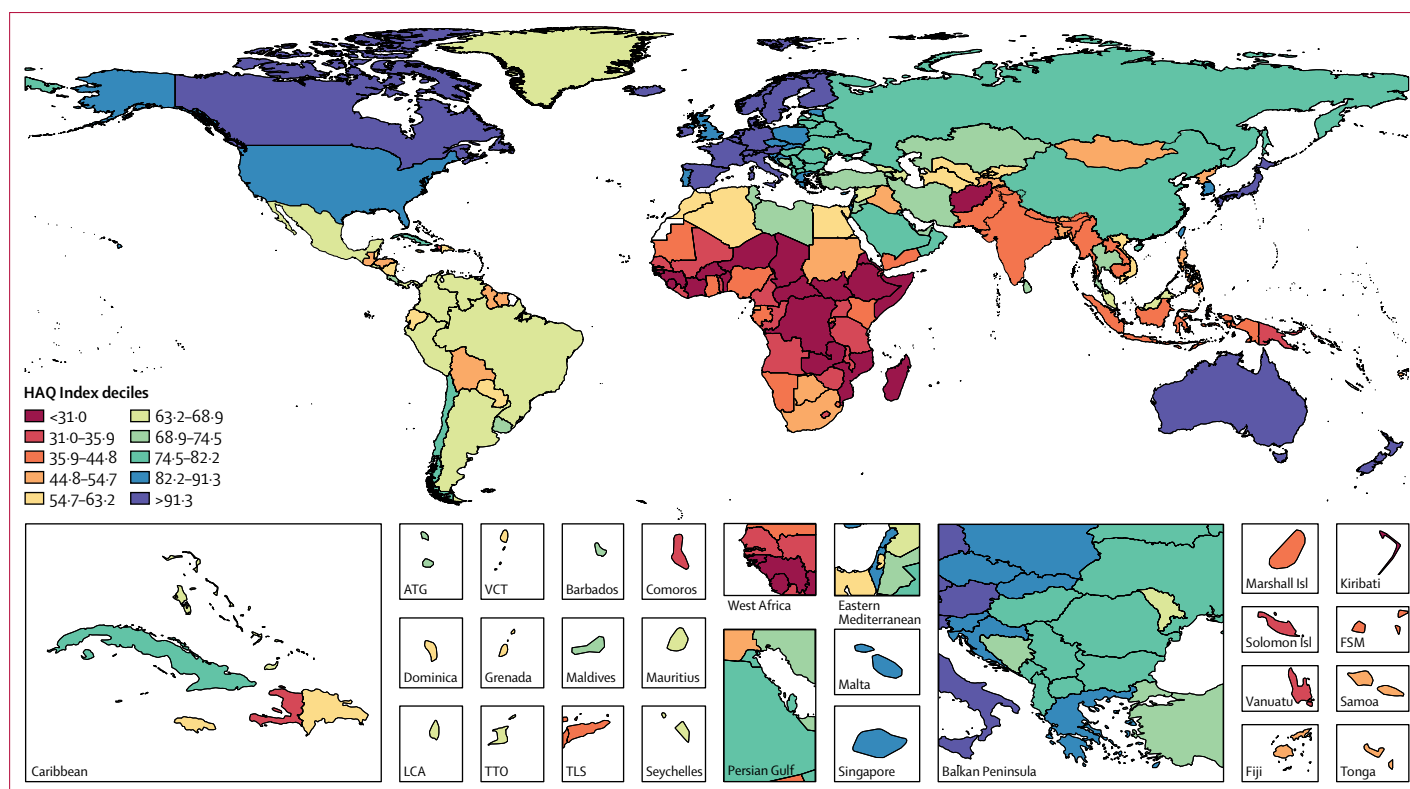 HAQ Index deciles
<31·0
31·0–35·9
35·9–44·8
44·8–54·7
54·7–63·2
63·2–68·9
68·9–74·5
74·5–82·2
82·2–91·3
>91·3
Caribbean
ATG
VCT
Barbados
Comoros
Dominica
Grenada
Maldives
Mauritius
LCA
TTO
TLS
Seychelles
West Africa
Eastern
Mediterranean
Persian Gulf
Malta
Singapore
Balkan Peninsula
Marshall Isl
Kiribati
Solomon Isl
FSM
Vanuatu
Samoa
Fiji
Tonga